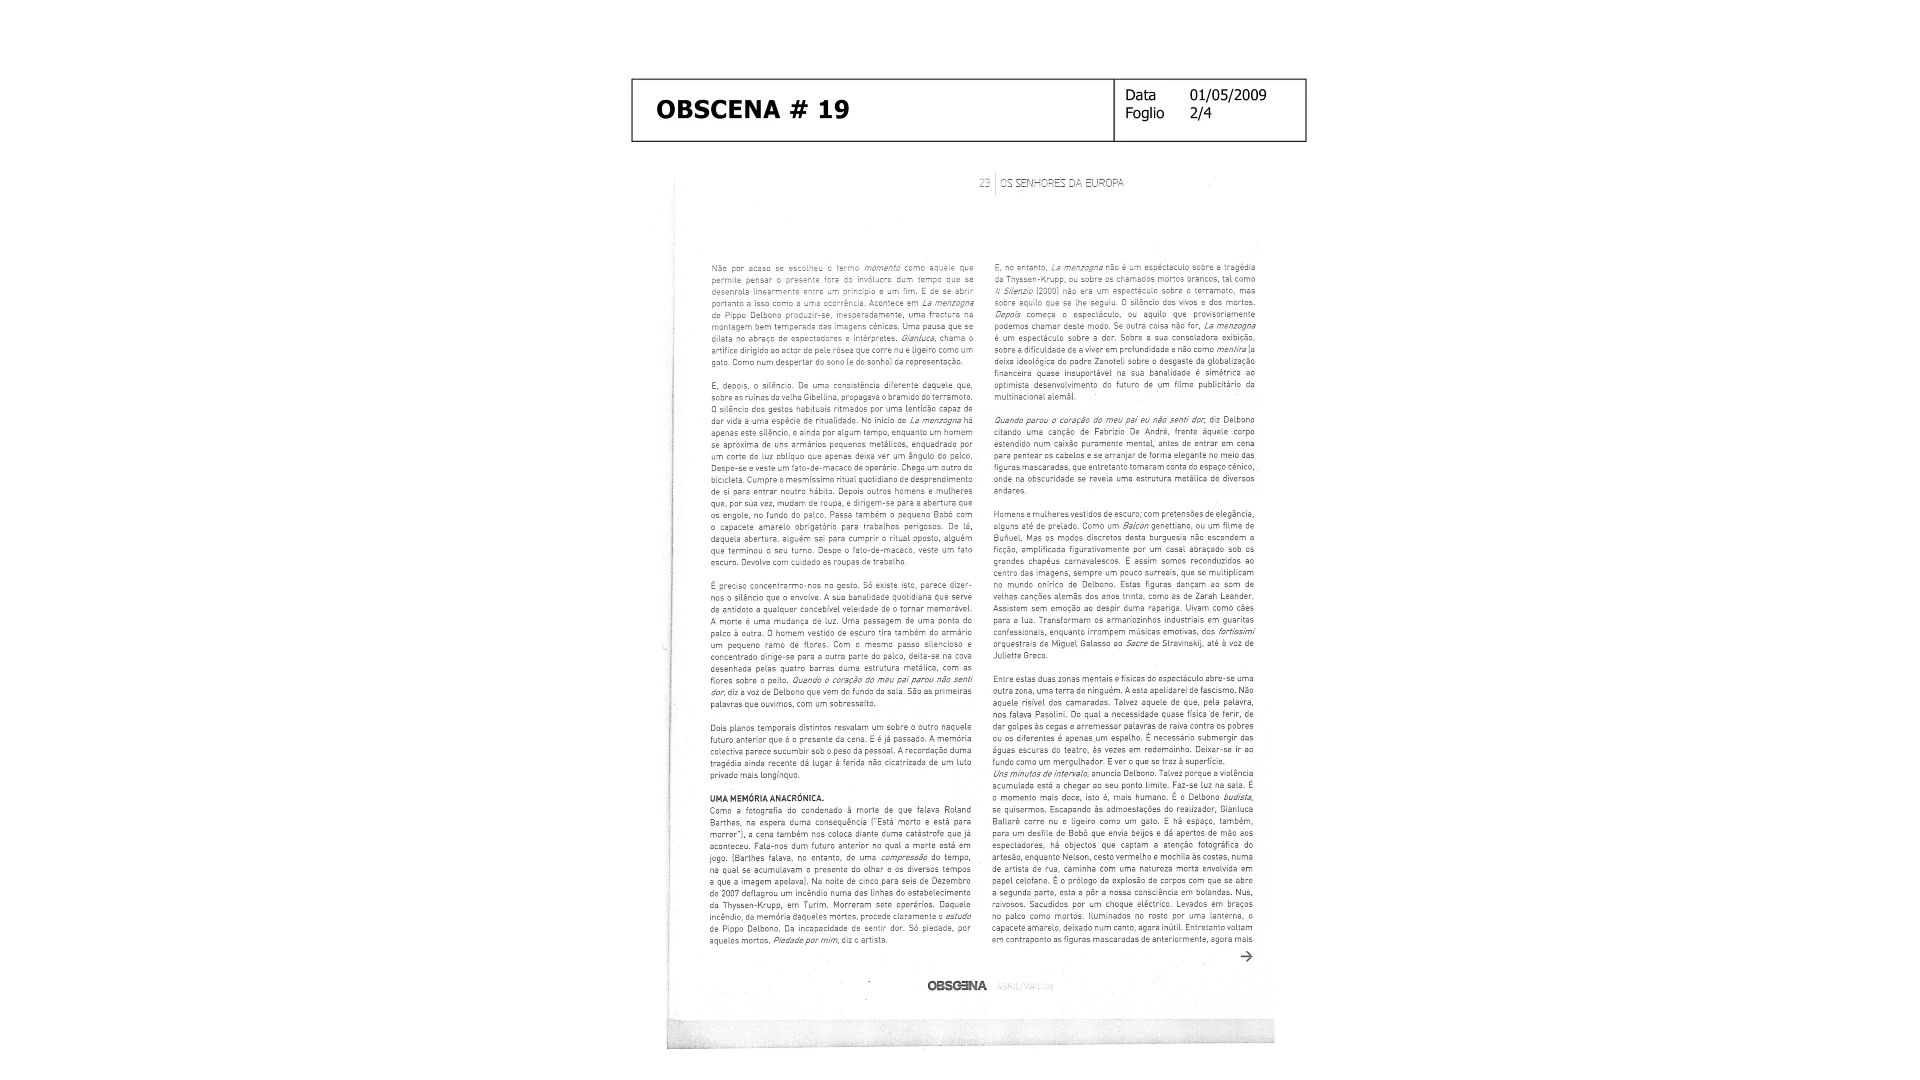 OBSCENA # 19
Data 01/05/2009
Foglio 2/4
23 | OS SENHORES DA EUROPA
Não por acaso se escolheu o termo momento como aquele que
permite pensar o presente fora do invólucro dum tempo que se
desenrola linearmente entre um princípio e um fim. E de se abrir
portanto a isso como a uma ocorrência. Acontece em La menzogna
de Pippo Delbono produzir-se, inesperadamente, uma fractura na
montagem bem temperada das imagens cénicas. Uma pausa que se
dilata no abraço de espectadores e intérpretes. Gianluca, chama o
artífice dirigido ao actor de pele rósea que corre nu e ligeiro como um
gato. Como num despertar do sono (e do sonho) da representação.
E, depois, o silêncio. De uma consistência diferente daquele que,
sobre as ruínas da velha Gibellina, propagava o bramido do terramoto.
O silêncio dos gestos habituais ritmados por uma lentidão capaz de
dar vida a uma espécie de ritualidade. No início de La menzogna há
apenas este silêncio, e ainda por algum tempo, enquanto um homem
se aproxima de uns armários pequenos metálicos, enquadrado por
um corte de luz oblíquo que apenas deixa ver um ângulo do palco.
Despe-se e veste um fato-de-macaco de operário. Chega um outro de
bicicleta. Cumpre o mesmíssimo ritual quotidiano de desprendimento
de si para entrar noutro hábito. Depois outros homens e mulheres
que, por sua vez, mudam de roupa, e dirigem-se para a abertura que
os engole, no fundo do palco. Passa também o pequeno Bobò com
o capacete amarelo obrigatório para trabalhos perigosos. De lá,
daquela abertura, alguém sai para cumprir o ritual oposto, alguém
que terminou o seu turno. Despe o fato-de-macaco, veste um fato
escuro. Devolve com cuidado as roupas de trabalho.
É preciso concentrarmo-nos no gesto. Só existe isto, parece dizer-
nos o silêncio que o envolve. A sua banalidade quotidiana que serve
de antídoto a qualquer concebível veleidade de o tornar memorável.
A morte é uma mudança de luz. Uma passagem de uma ponta do
palco à outra. O homem vestido de escuro tira também do armário
um pequeno ramo de flores. Com o mesmo passo silencioso e
concentrado dirige-se para a outra parte do palco, deita-se na cova
desenhada pelas quatro barras duma estrutura metálica, com as
flores sobre o peito. Quando o coração do meu pai parou não senti
dor, diz a voz de Delbono que vem do fundo da sala. São as primeiras
palavras que ouvimos, com um sobressalto.
Dois planos temporais distintos resvalam um sobre o outro naquele
futuro anterior que é o presente da cena. E é já passado. A memória
colectiva parece sucumbir sob o peso da pessoal. A recordação duma
tragédia ainda recente dá lugar à ferida não cicatrizada de um luto
privado mais longínquo.
UMA MEMÓRIA ANACRÓNICA.
Como a fotografia do condenado à morte de que falava Roland
Barthes, na espera duma consequência ("Está morto e está para
morrer"), a cena também nos coloca diante duma catástrofe que já
aconteceu. Fala-nos dum futuro anterior no qual a morte está em
jogo. (Barthes falava, no entanto, de uma compressão do tempo,
na qual se acumulavam o presente do olhar e os diversos tempos
a que a imagem apelava). Na noite de cinco para seis de Dezembro
de 2007 deflagrou um incêndio numa das linhas do estabelecimento
da Thyssen-Krupp, em Turim. Morreram sete operários. Daquele
incêndio, da memória daqueles mortos, procede claramente o estudo
de Pippo Delbono. Da incapacidade de sentir dor. Só piedade, por
aqueles mortos. Piedade por mim, diz o artista.
E, no entanto, La menzogna não é um espéctaculo sobre a tragédia
da Thyssen-Krupp, ou sobre os chamados mortos brancos, tal como
Il Silenzio (2000) não era um espectáculo sobre o terramoto, mas
sobre aquilo que se lhe seguiu. O silêncio dos vivos e dos mortos.
Depois começa o espectáculo, ou aquilo que provisoriamente
podemos chamar deste modo. Se outra coisa não for, La menzogna
é um espectáculo sobre a dor. Sobre a sua consoladora exibição,
sobre a dificuldade de a viver em profundidade e não como mentira (a
deixa ideológica do padre Zanoteli sobre o desgaste da globalização
financeira quase insuportável na sua banalidade é simétrica ao
optimista desenvolvimento do futuro de um filme publicitário da
multinacional alemã).
Quando parou o coração do meu pai eu não senti dor, diz Delbono
citando uma canção de Fabrizio De Andrè, frente àquele corpo
estendido num caixão puramente mental, antes de entrar em cena
para pentear os cabelos e se arranjar de forma elegante no meio das
figuras mascaradas, que entretanto tomaram conta do espaço cénico,
onde na obscuridade se revela uma estrutura metálica de diversos
andares.
Homens e mulheres vestidos de escuro; com pretensões de elegância,
alguns até de prelado. Como um Balcon genettiano, ou um filme de
Buñuel. Mas os modos discretos desta burguesia não escondem a
ficção, amplificada figurativamente por um casal abraçado sob os
grandes chapéus carnavalescos. E assim somos reconduzidos ao
centro das imagens, sempre um pouco surreais, que se multiplicam
no mundo onírico de Delbono. Estas figuras dançam ao som de
velhas canções alemãs dos anos trinta, como as de Zarah Leander.
Assistem sem emoção ao despir duma rapariga. Uivam como cães
para a lua. Transformam os armariozinhos industriais em guaritas
confessionais, enquanto irrompem músicas emotivas, dos fortissimi
orquestrais de Miguel Galasso ao Sacre de Stravinskij, até à voz de
Juliette Greco.
Entre estas duas zonas mentais e físicas do espectáculo abre-se uma
outra zona, uma terra de ninguém. A esta apelidarei de fascismo. Não
aquele risível dos camaradas. Talvez aquele de que, pela palavra,
nos falava Pasolini. Do qual a necessidade quase física de ferir, de
dar golpes às cegas e arremessar palavras de raiva contra os pobres
ou os diferentes é apenas um espelho. É necessário submergir das
águas escuras do teatro, às vezes em redemoinho. Deixar-se ir ao
fundo como um mergulhador. E ver o que se traz à superfície.
Uns minutos de intervalo, anuncia Delbono. Talvez porque a violência
acumulada está a chegar ao seu ponto limite. Faz-se luz na sala. É
o momento mais doce, isto é, mais humano. É o Delbono budista,
se quisermos. Escapando às admoestações do realizador, Gianluca
Ballarè corre nu e ligeiro como um gato. E há espaço, também,
para um desfile de Bobò que envia beijos e dá apertos de mão aos
espectadores, há objectos que captam a atenção fotográfica do
artesão, enquanto Nelson, cesto vermelho e mochila às costas, numa
de artista de rua, caminha com uma natureza morta envolvida em
papel celofane. É o prólogo da explosão de corpos com que se abre
a segunda parte, esta a pôr a nossa consciência em bolandas. Nus,
raivosos. Sacudidos por um choque eléctrico. Levados em braços
no palco como mortos. Iluminados no rosto por uma lanterna, o
capacete amarelo, deixado num canto, agora inútil. Entretanto voltam
em contraponto as figuras mascaradas de anteriormente, agora mais
→
OBSCENA ABRIL/MAIO.09